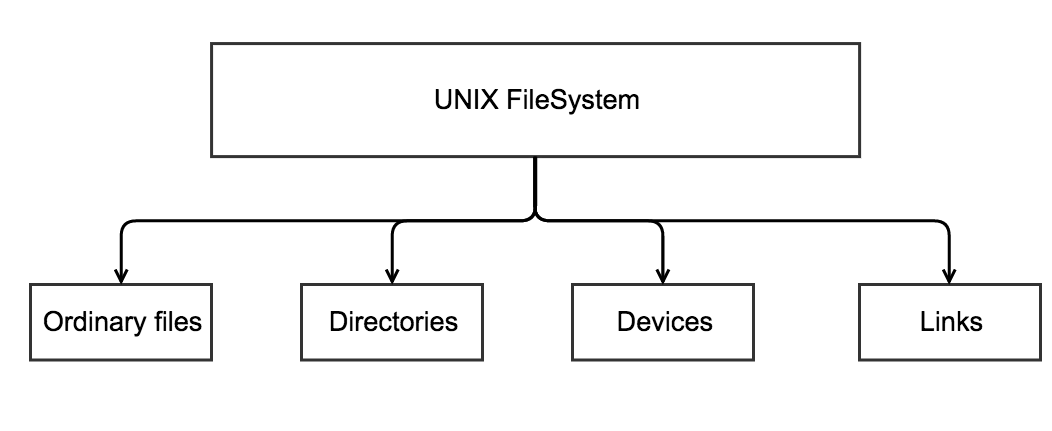 UNIX FileSystem
Ordinary files
Directories
Devices
Links